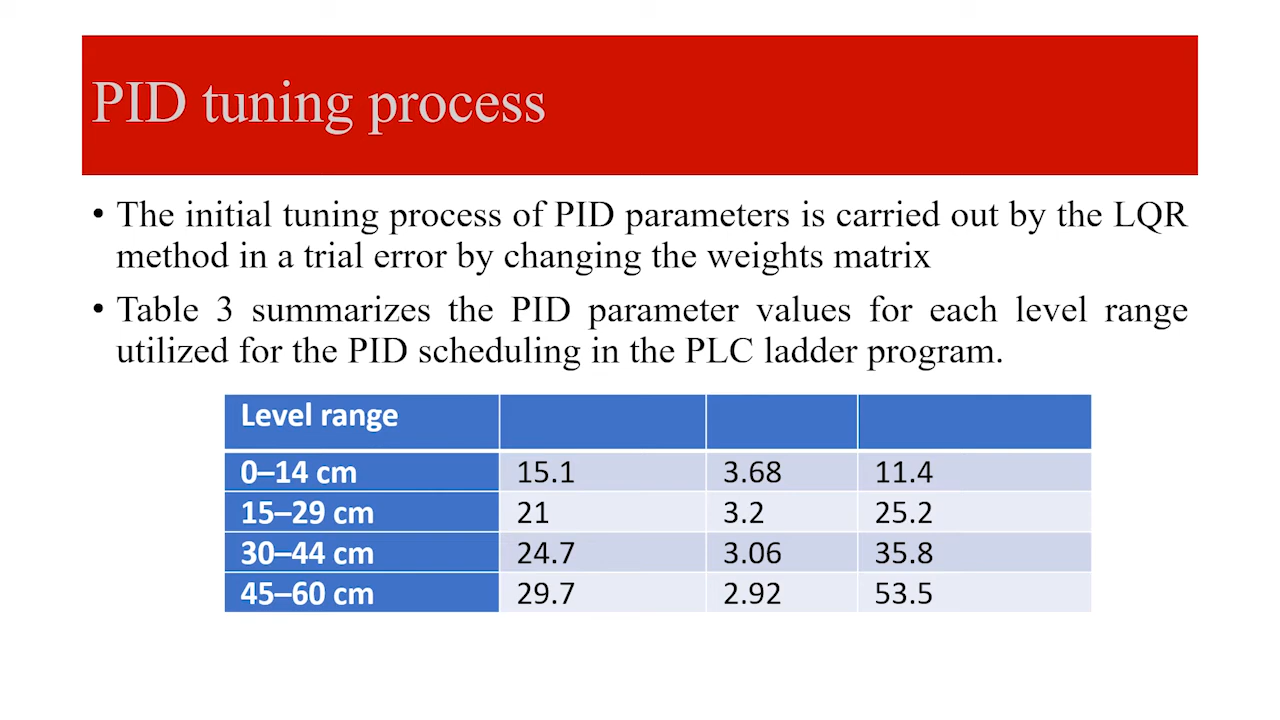 PID tuning process
• The initial tuning process of PID parameters is carried out by the LQR
method in a trial error by changing the weights matrix
• Table 3 summarizes the PID parameter values for each level range
utilized for the PID scheduling in the PLC ladder program.
Level range
0–14 cm 15.1 3.68 11.4
15–29 cm 21 3.2 25.2
30–44 cm 24.7 3.06 35.8
45–60 cm 29.7 2.92 53.5